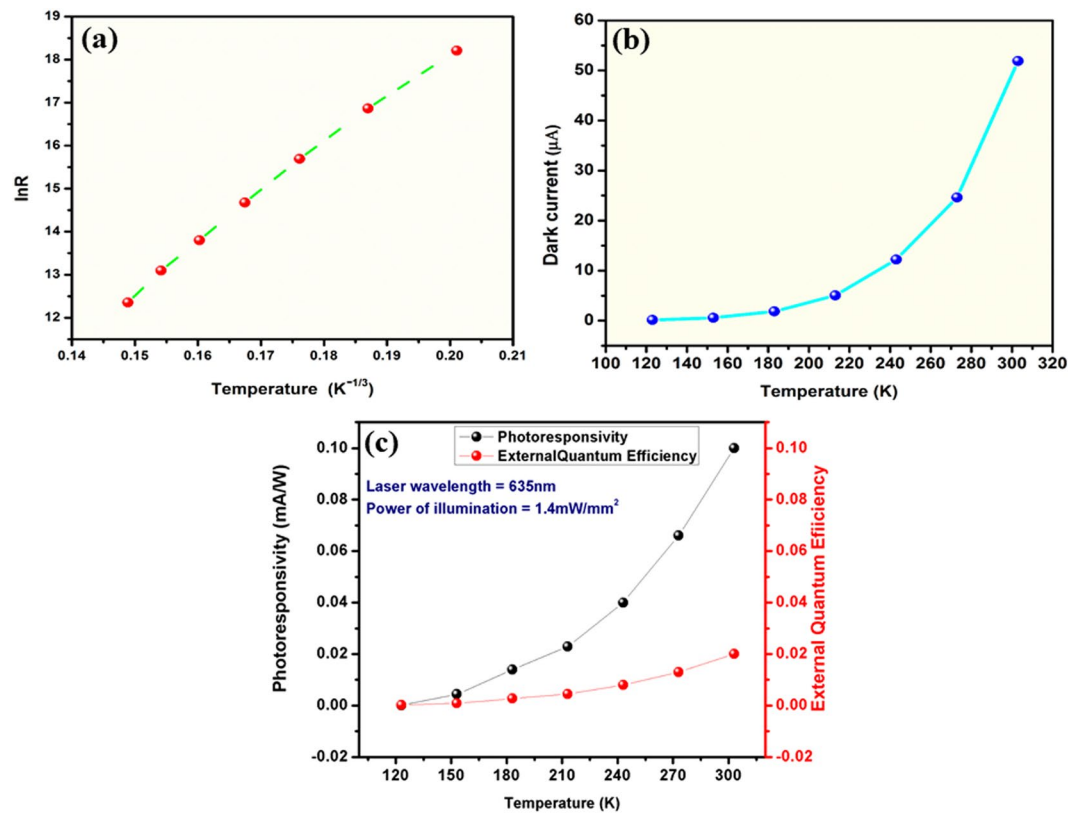 (a)
19
18
17
16
15
14
13
12
lnR
0.14 0.15 0.16 0.17 0.18 0.19 0.20 0.21
Temperature (K⁻¹/³)
(b)
60
50
40
30
20
10
0
Dark current (µA)
100 120 140 160 180 200 220 240 260 280 300 320
Temperature (K)
(c)
Photoresponsivity
ExternalQuantum Efficiency
Laser wavelength = 635nm
Power of illumination = 1.4mW/mm²
0.10
0.08
0.06
0.04
0.02
0.00
-0.02
Photoresponsivity (mA/W)
0.10
0.08
0.06
0.04
0.02
0.00
-0.02
External Quantum Efiiciency
120 150 180 210 240 270 300
Temperature (K)